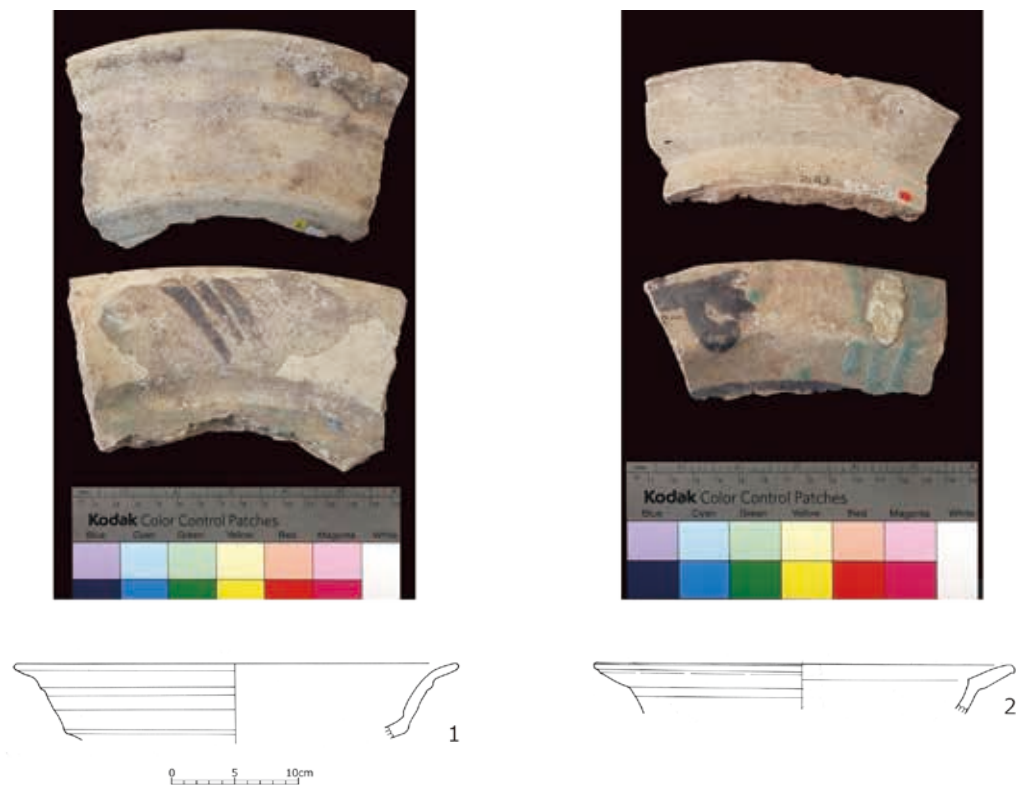 Kodak Color Control Patches
Blue Cyan Green Yellow Red Magenta White
Kodak Color Control Patches
Blue Cyan Green Yellow Red Magenta White
1
2
0 5 10cm